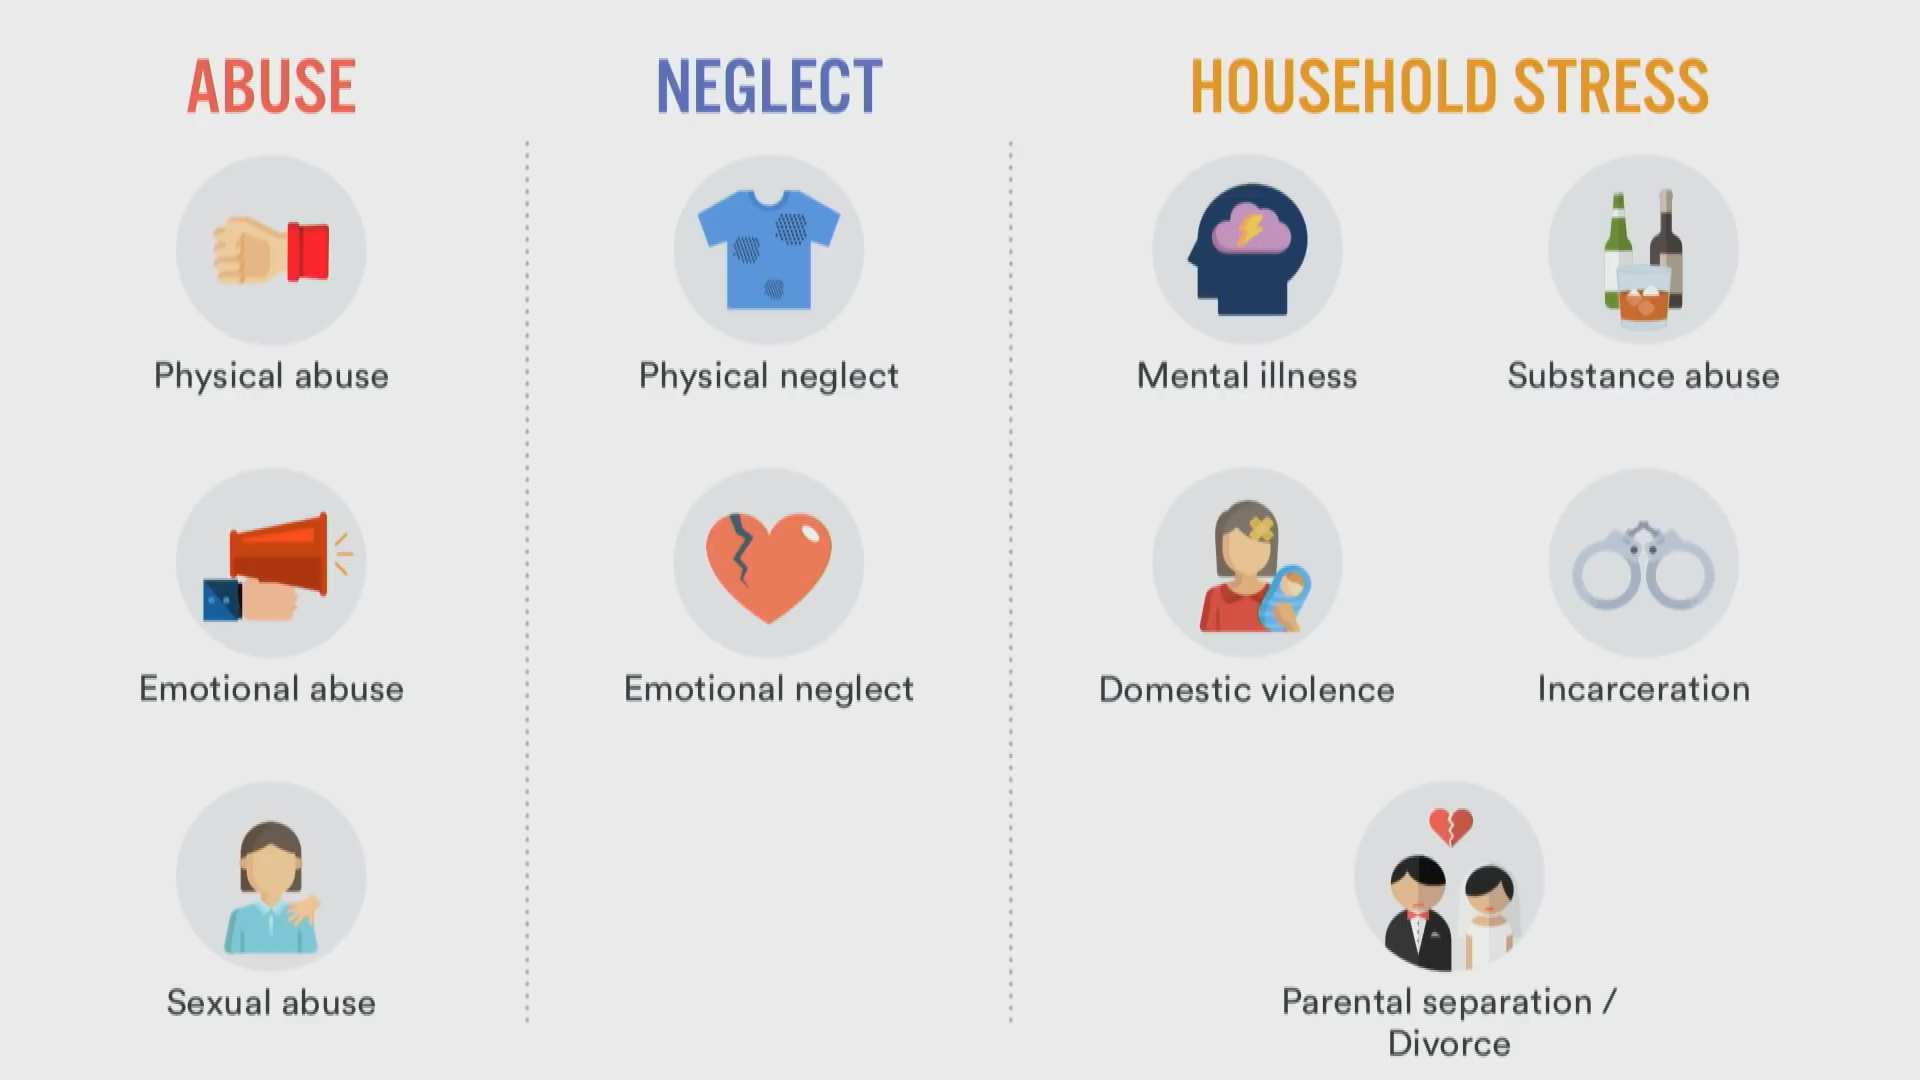 ABUSE
Physical abuse
Emotional abuse
Sexual abuse
NEGLECT
Physical neglect
Emotional neglect
HOUSEHOLD STRESS
Mental illness
Substance abuse
Domestic violence
Incarceration
Parental separation /
Divorce